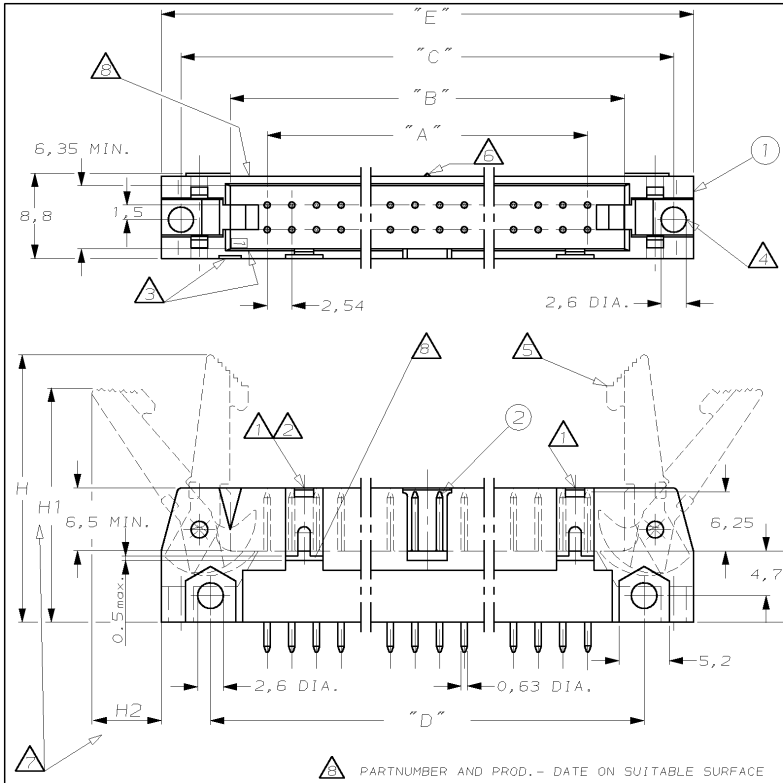 "E"
"C"
8
"B"
"A"
6,35 MIN.
6
1
1,5
8,8
4
1
3
2,54
2,6 DIA.
8
5
1 2
2
1
H
H1
6,5 MIN.
6,25
4,7
0.5max.
2,6 DIA.
0,63 DIA.
5,2
H2
"D"
7
8 PARTNUMBER AND PROD.- DATE ON SUITABLE SURFACE